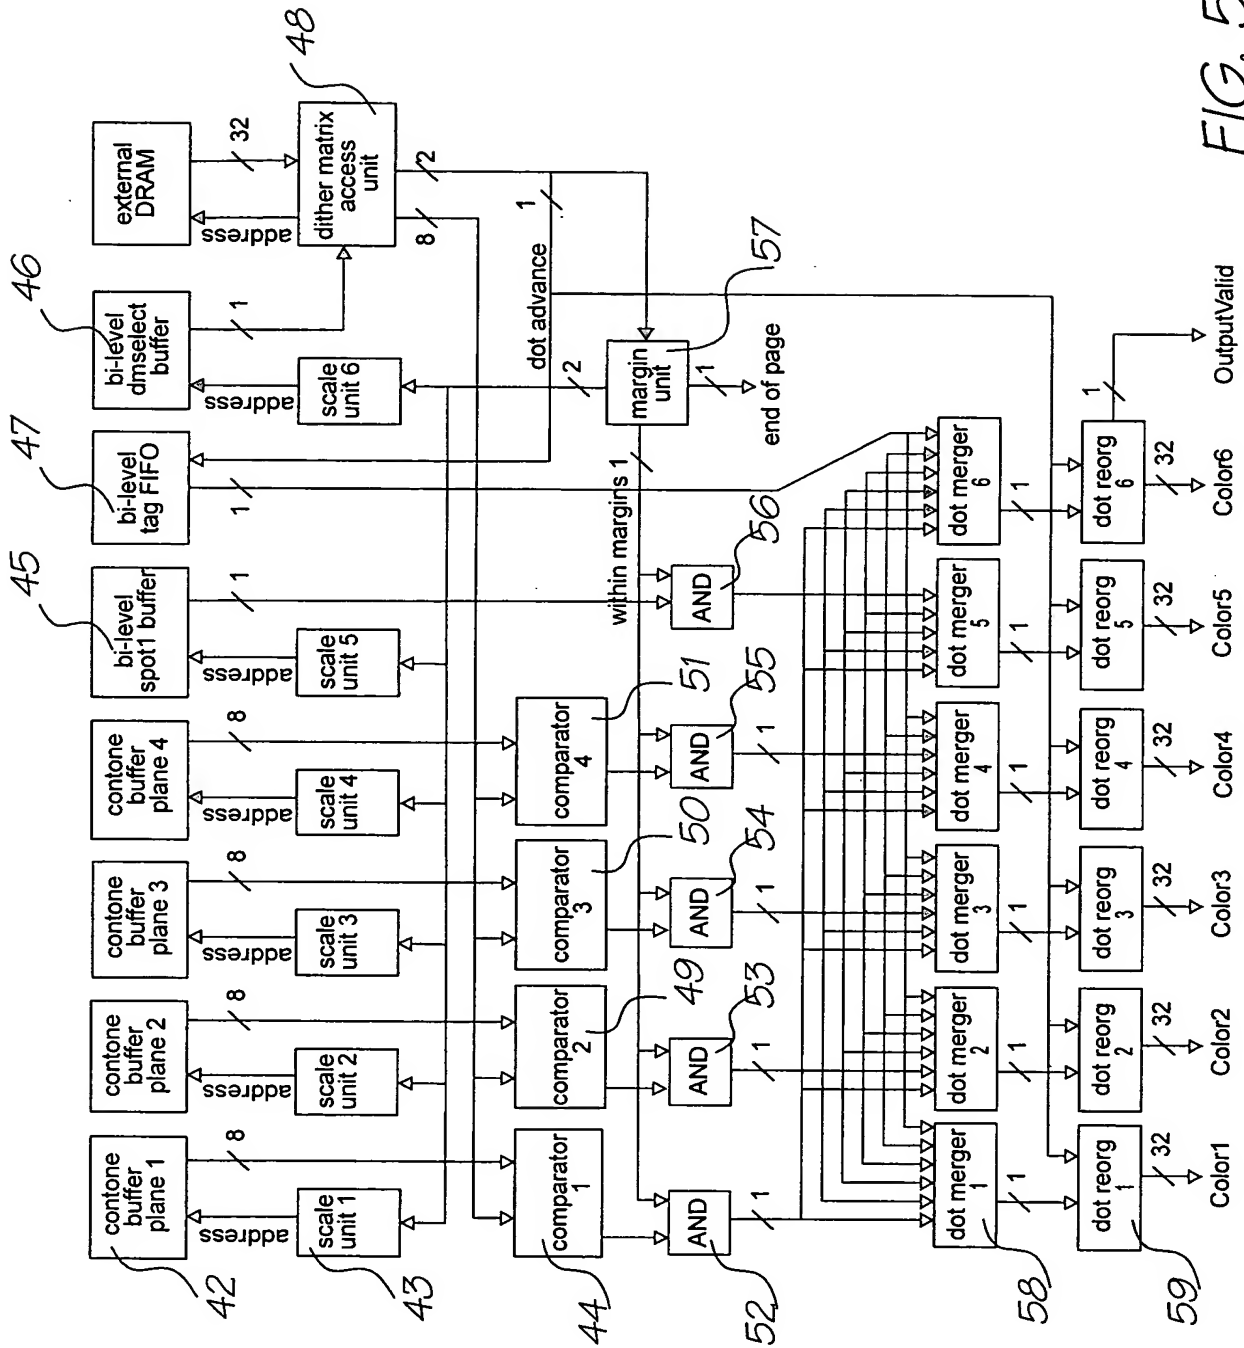 contone
buffer
plane 1
contone
buffer
plane 2
contone
buffer
plane 3
contone
buffer
plane 4
bi-level
spot1 buffer
bi-level
tag FIFO
bi-level
dmselect
buffer
external
DRAM
42
45
47
46
address
8
address
8
address
8
address
8
address
1
1
address
1
address
32
scale
unit 1
scale
unit 2
scale
unit 3
scale
unit 4
scale
unit 5
scale
unit 6
dither matrix
access
unit
43
48
8
2
1
dot advance
2
margin
unit
57
1
end of page
within margins
1
comparator
1
comparator
2
comparator
3
comparator
4
44
49
50
51
AND
AND
AND
AND
AND
52
53
54
55
56
1
1
1
1
dot merger
1
dot merger
2
dot merger
3
dot merger
4
dot merger
5
dot merger
6
58
1
1
1
1
1
1
dot reorg
1
dot reorg
2
dot reorg
3
dot reorg
4
dot reorg
5
dot reorg
6
59
32
32
32
32
32
32
1
Color1
Color2
Color3
Color4
Color5
Color6
OutputValid
FIG. 5